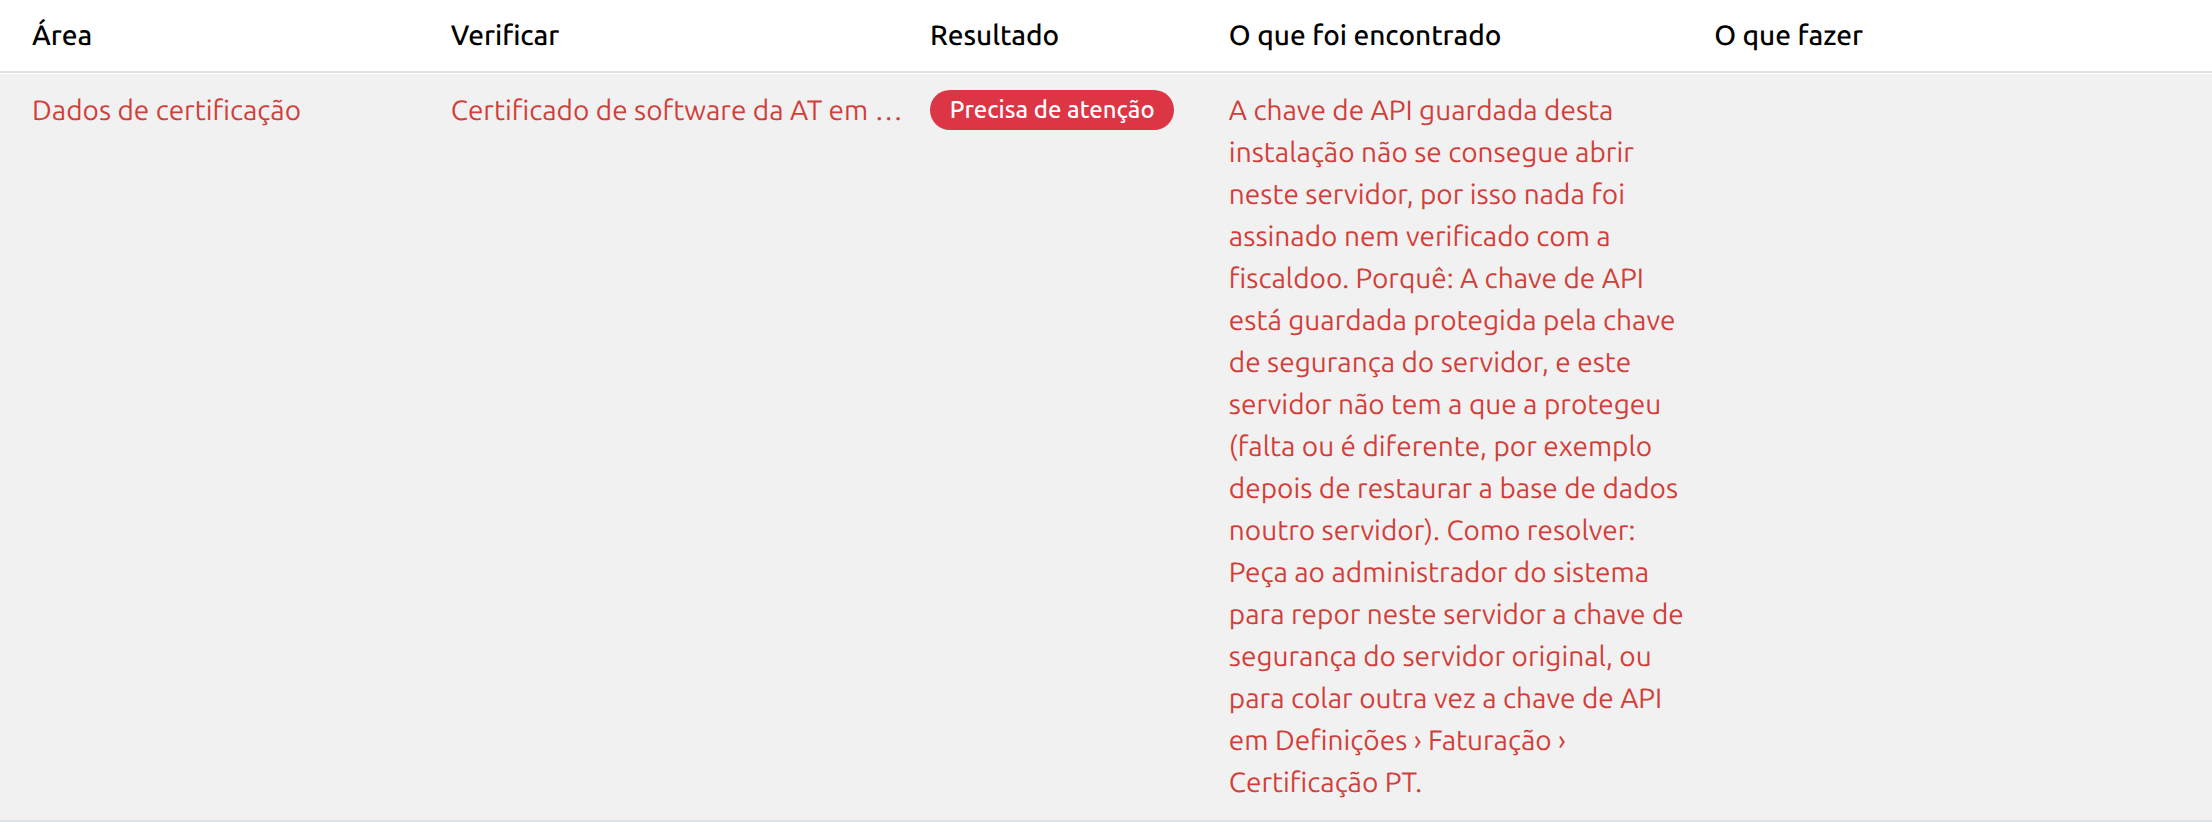 Área Verificar Resultado O que foi encontrado O que fazer
Dados de certificação Certificado de software da AT em … Precisa de atenção A chave de API guardada desta
instalação não se consegue abrir
neste servidor, por isso nada foi
assinado nem verificado com a
fiscaldoo. Porquê: A chave de API
está guardada protegida pela chave
de segurança do servidor, e este
servidor não tem a que a protegeu
(falta ou é diferente, por exemplo
depois de restaurar a base de dados
noutro servidor). Como resolver:
Peça ao administrador do sistema
para repor neste servidor a chave de
segurança do servidor original, ou
para colar outra vez a chave de API
em Definições › Faturação ›
Certificação PT.